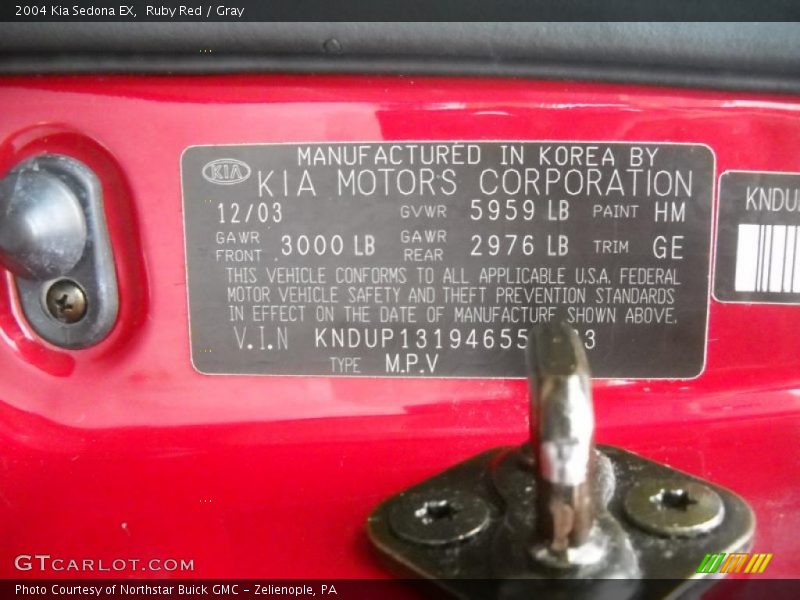 2004 Kia Sedona EX, Ruby Red / Gray
KIA
MANUFACTURED IN KOREA BY
KIA MOTORS CORPORATION
12/03 GVWR 5959 LB PAINT HM
GAWR FRONT 3000 LB GAWR REAR 2976 LB TRIM GE
THIS VEHICLE CONFORMS TO ALL APPLICABLE U.S.A. FEDERAL
MOTOR VEHICLE SAFETY AND THEFT PREVENTION STANDARDS
IN EFFECT ON THE DATE OF MANUFACTURE SHOWN ABOVE.
V.I.N
TYPE M.P.V
GTCARLOT.COM
Photo Courtesy of Northstar Buick GMC - Zelienople, PA